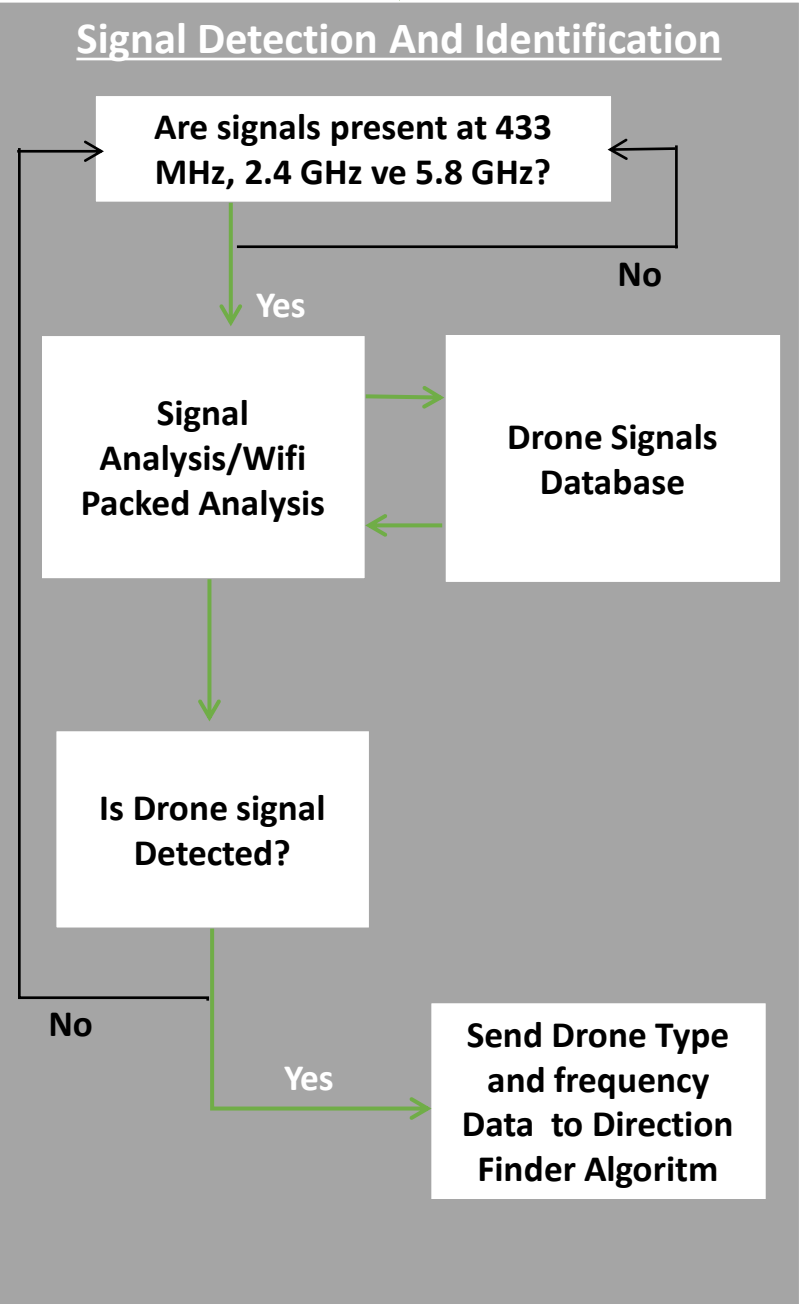 Signal Detection And Identification
Are signals present at 433
MHz, 2.4 GHz ve 5.8 GHz?
No
Yes
Signal
Analysis/Wifi
Packed Analysis
Drone Signals
Database
Is Drone signal
Detected?
No
Yes
Send Drone Type
and frequency
Data  to Direction
Finder Algoritm